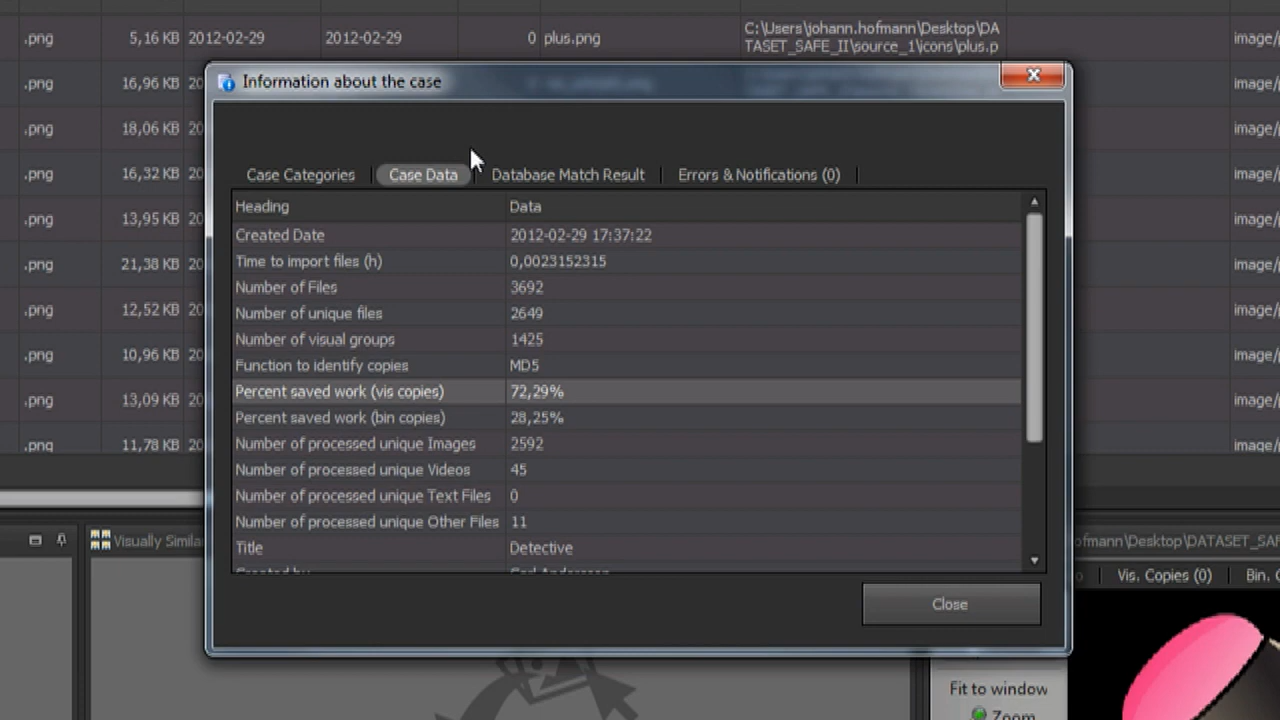 .png 5,16 KB 2012-02-29 2012-02-29 0 plus.png C:\Users\johann.hofmann\Desktop\DA
TASET_SAFE_II\source_1\icons\plus.p image/p
Information about the case
.png 16,96 KB 20 image/p
.png 18,06 KB 20 image/p
.png 16,32 KB 20 image/p
Case Categories Case Data Database Match Result Errors & Notifications (0)
Heading Data
.png 13,95 KB 20 image/p
Created Date 2012-02-29 17:37:22
.png 21,38 KB 20 image/p
Time to import files (h) 0,0023152315
Number of Files 3692
.png 12,52 KB 20 image/p
Number of unique files 2649
Number of visual groups 1425
.png 10,96 KB 20 image/p
Function to identify copies MD5
Percent saved work (vis copies) 72,29%
.png 13,09 KB 20 image/p
Percent saved work (bin copies) 28,25%
.png 11,78 KB 20 image/p
Number of processed unique Images 2592
Number of processed unique Videos 45
Number of processed unique Text Files 0
Number of processed unique Other Files 11
Title Detective
Visually Simila
ofmann\Desktop\DATASET_SAF
Vis. Copies (0) Bin. C
Close
Fit to window
Zoom